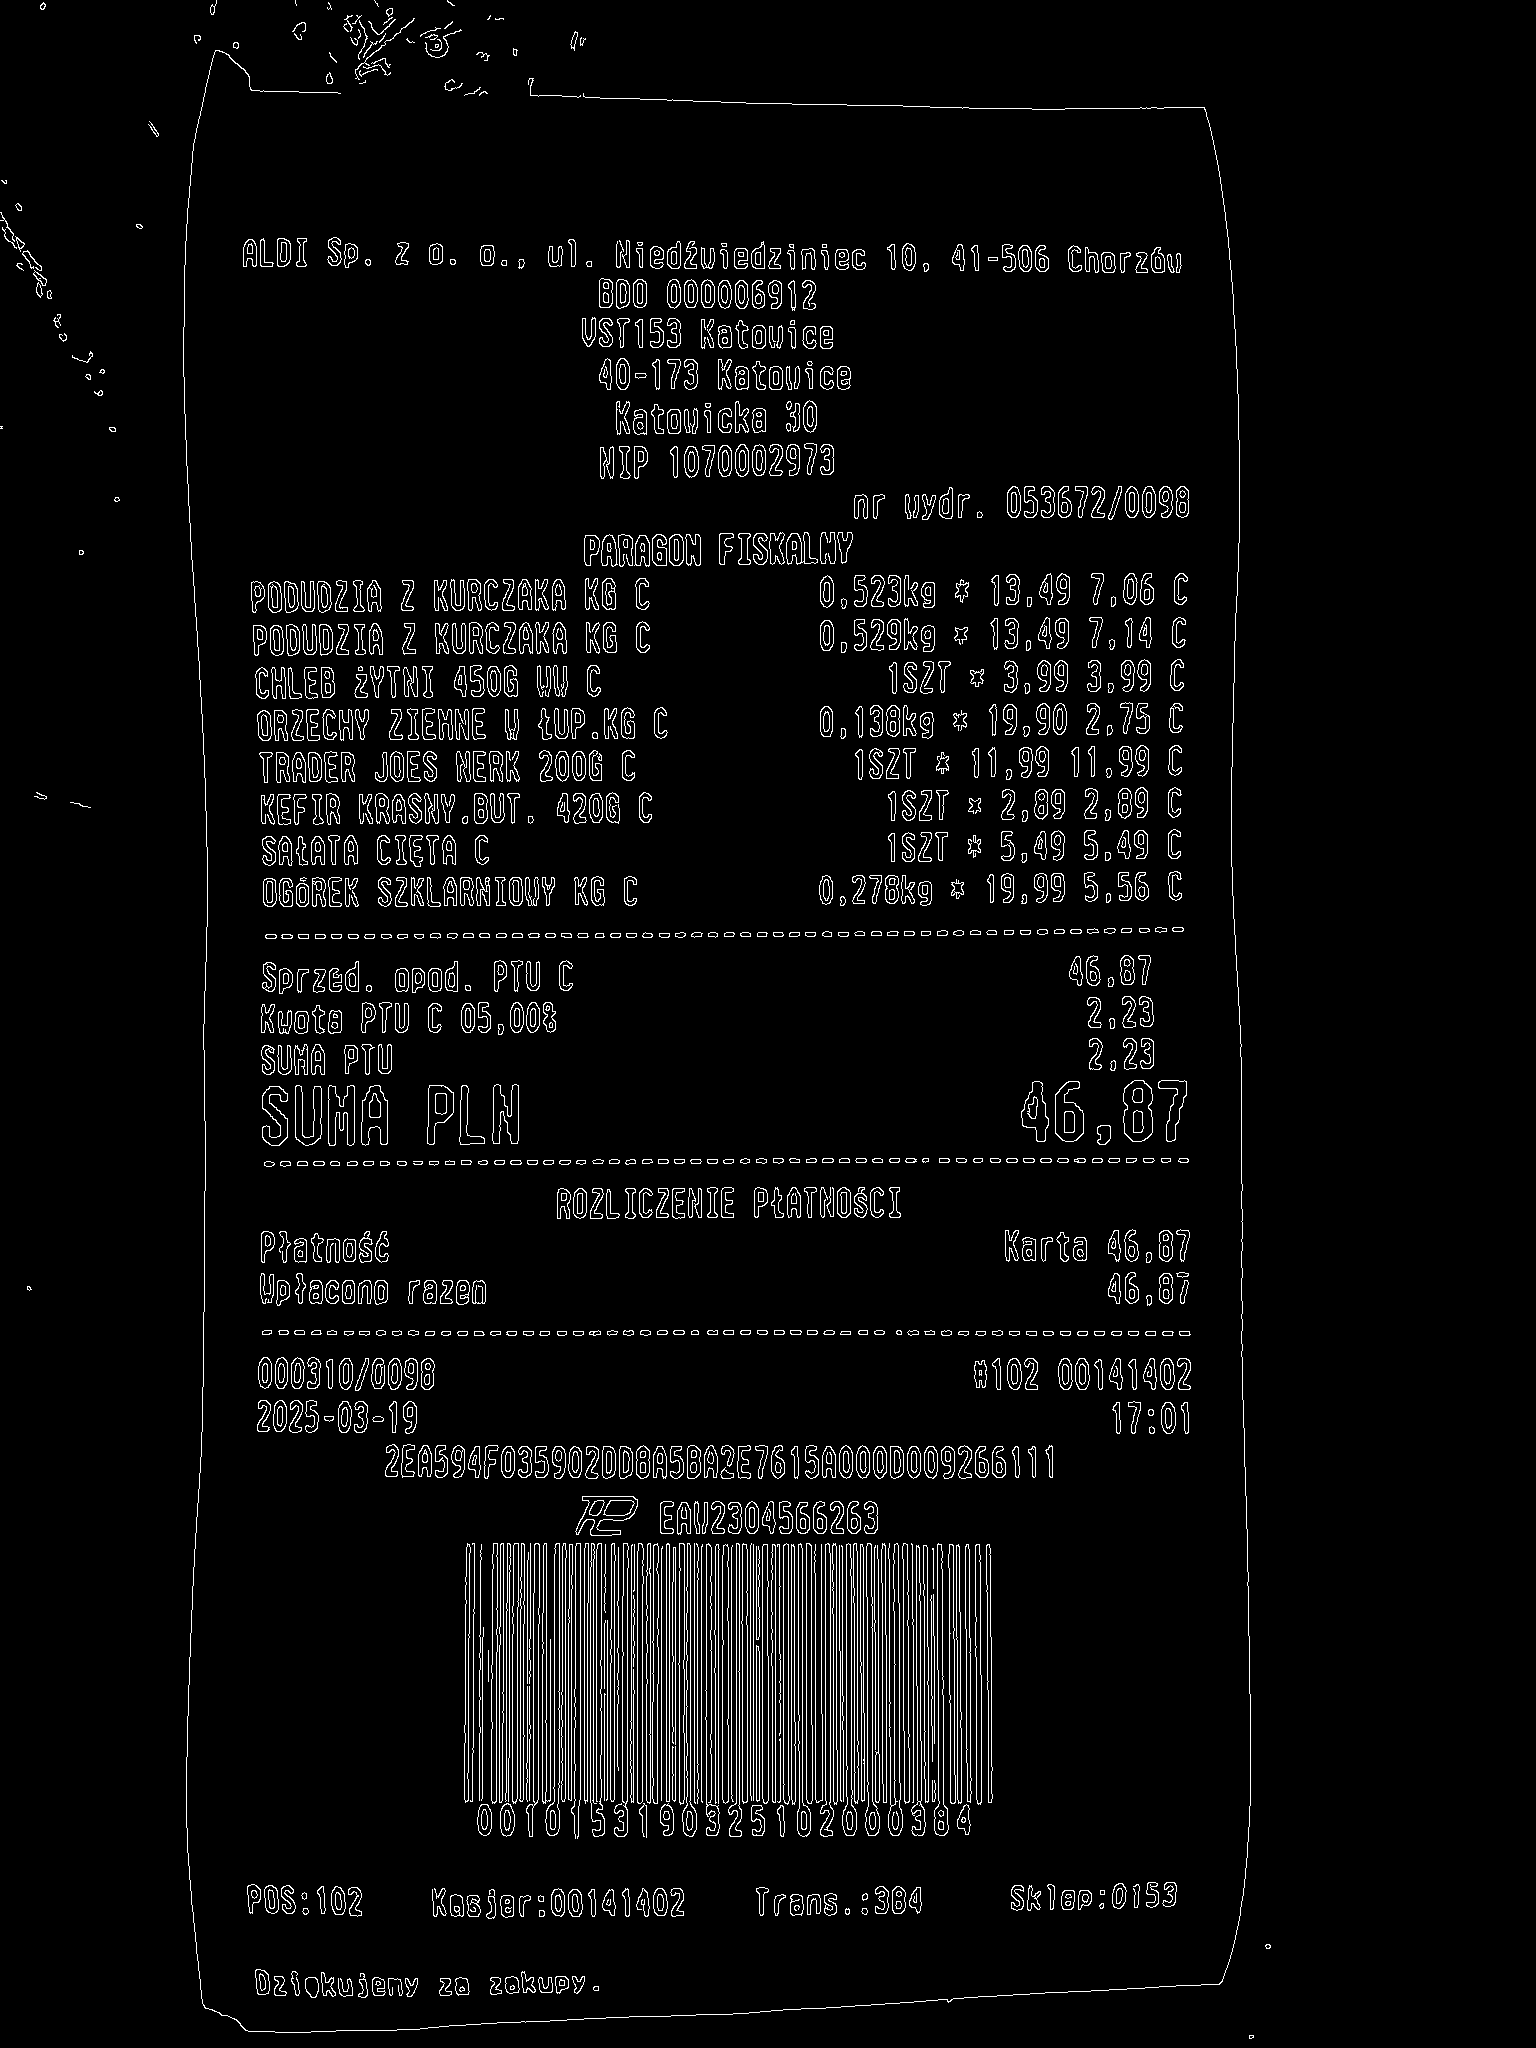 ALDI Sp. z o. o., ul. Niedźwiedziniec 10, 41-506 Chorzów
BDO 000006912
VST153 Katowice
40-173 Katowice
Katowicka 30
NIP 1070002973
nr wydr. 053672/0098
PARAGON FISKALNY
PODUDZIA Z KURCZAKA KG C 0,523kg * 13,49 7,06 C
PODUDZIA Z KURCZAKA KG C 0,529kg * 13,49 7,14 C
CHLEB ŻYTNI 450G WW C 1SZT * 3,99 3,99 C
ORZECHY ZIEMNE W ŁUP.KG C 0,138kg * 19,90 2,75 C
TRADER JOES NERK 200G C 1SZT * 11,99 11,99 C
KEFIR KRASNY.BUT. 420G C 1SZT * 2,89 2,89 C
SAŁATA CIĘTA C 1SZT * 5,49 5,49 C
OGÓREK SZKLARNIOWY KG C 0,278kg * 19,99 5,56 C
Sprzed. opod. PTU C 46,87
Kwota PTU C 05,00% 2,23
SUMA PTU 2,23
SUMA PLN 46,87
ROZLICZENIE PŁATNOŚCI
Płatność Karta 46,87
Wpłacono razem 46,87
000310/0098 #102 00141402
2025-03-19 17:01
2EA594F035902DD8A5BA2E7615A000D009266111
EAW2304566263
0010153190325102000384
POS:102 Kasjer:00141402 Trans.:384 Sklep:0153
Dziękujemy za zakupy.